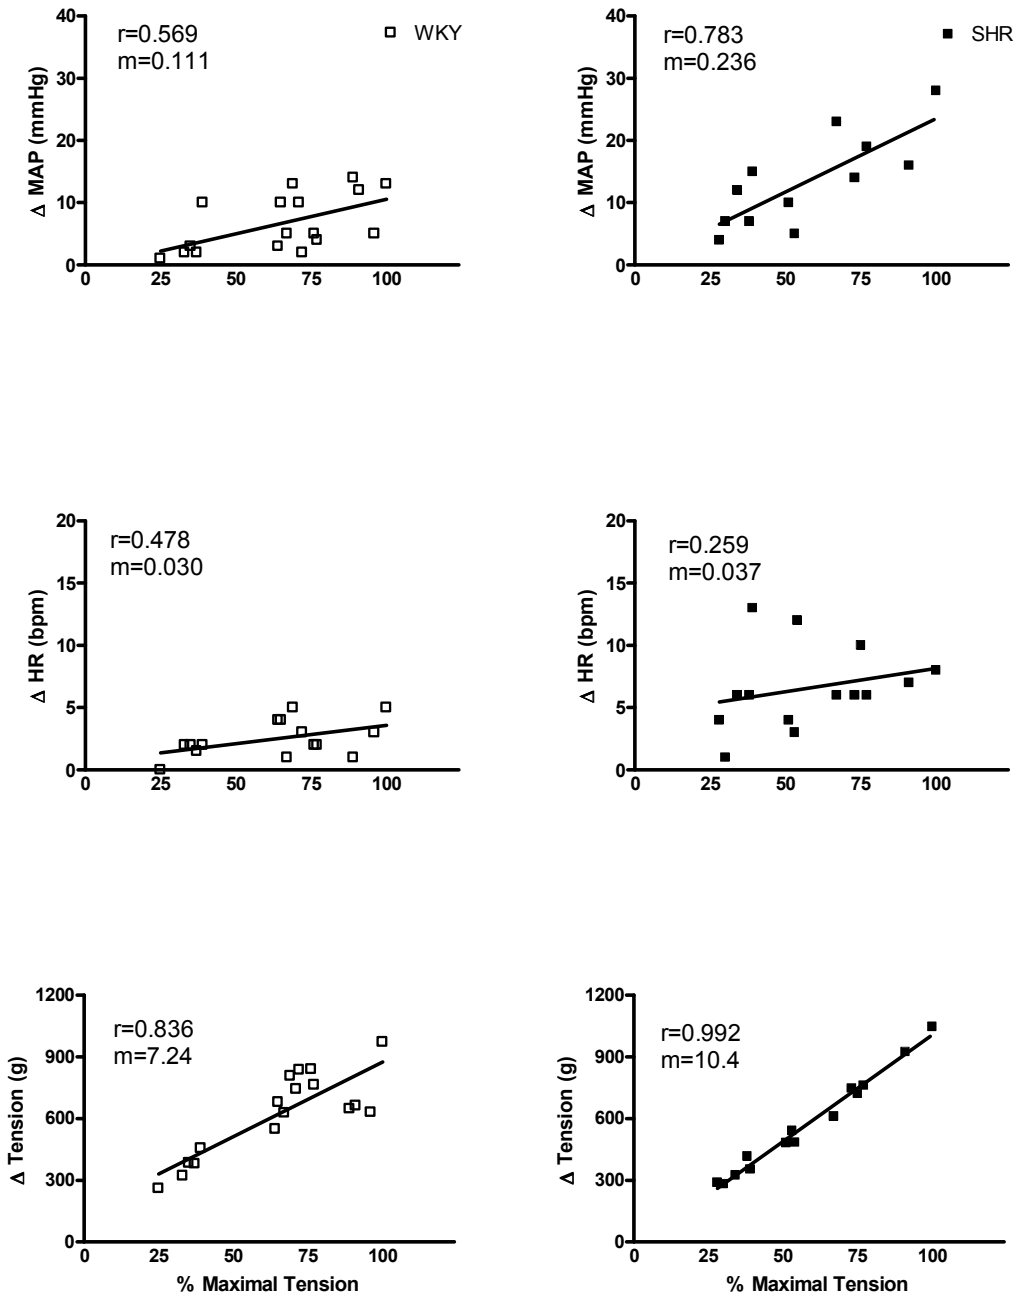 40
30
20
10
0
Δ MAP (mmHg)
r=0.569
m=0.111
WKY
0 25 50 75 100
40
30
20
10
0
Δ MAP (mmHg)
r=0.783
m=0.236
SHR
0 25 50 75 100
20
15
10
5
0
Δ HR (bpm)
r=0.478
m=0.030
0 25 50 75 100
20
15
10
5
0
Δ HR (bpm)
r=0.259
m=0.037
0 25 50 75 100
1200
900
600
300
0
Δ Tension (g)
r=0.836
m=7.24
0 25 50 75 100
% Maximal Tension
1200
900
600
300
0
Δ Tension (g)
r=0.992
m=10.4
0 25 50 75 100
% Maximal Tension